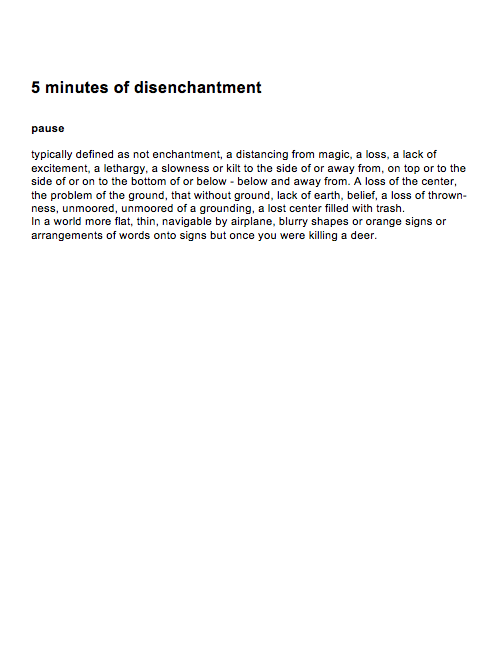 5 minutes of disenchantment
pause
typically defined as not enchantment, a distancing from magic, a loss, a lack of
excitement, a lethargy, a slowness or kilt to the side of or away from, on top or to the
side of or on to the bottom of or below - below and away from. A loss of the center,
the problem of the ground, that without ground, lack of earth, belief, a loss of thrown-
ness, unmoored, unmoored of a grounding, a lost center filled with trash.
In a world more flat, thin, navigable by airplane, blurry shapes or orange signs or
arrangements of words onto signs but once you were killing a deer.